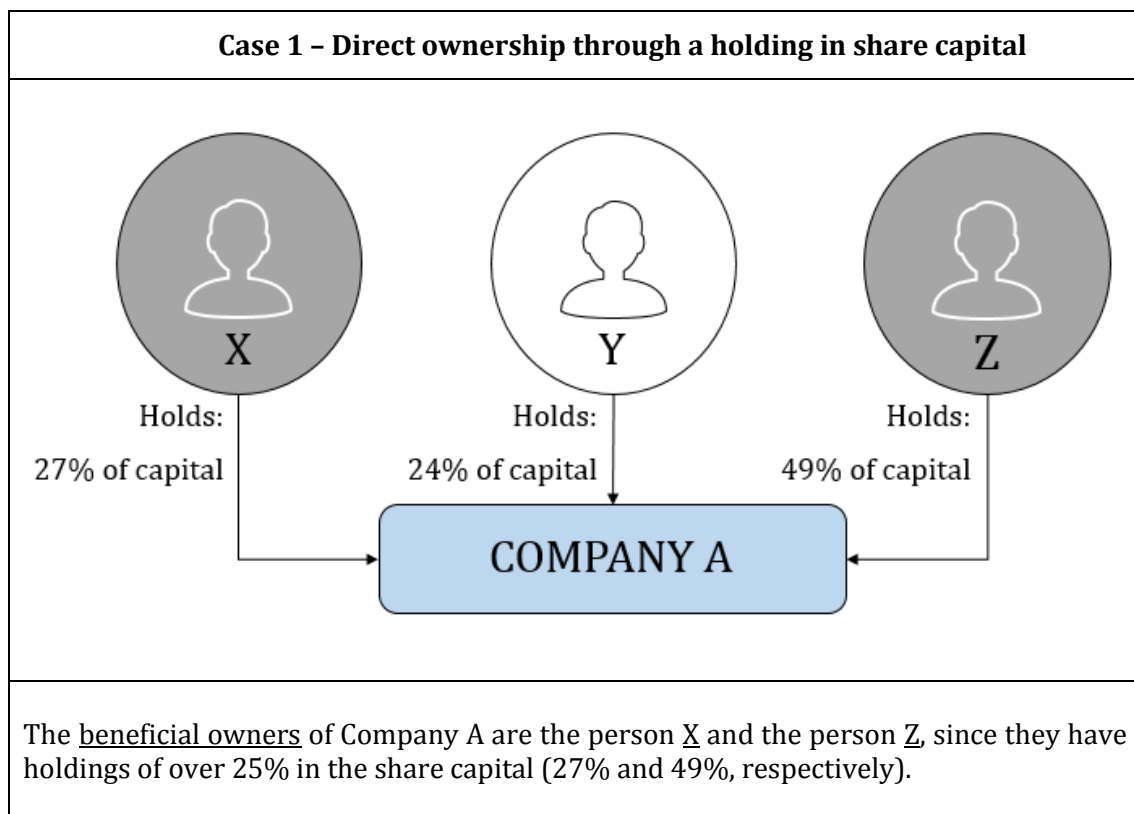 Case 1 – Direct ownership through a holding in share capital
X
Y
Z
Holds:
27% of capital
Holds:
24% of capital
Holds:
49% of capital
COMPANY A
The beneficial owners of Company A are the person X and the person Z, since they have
holdings of over 25% in the share capital (27% and 49%, respectively).